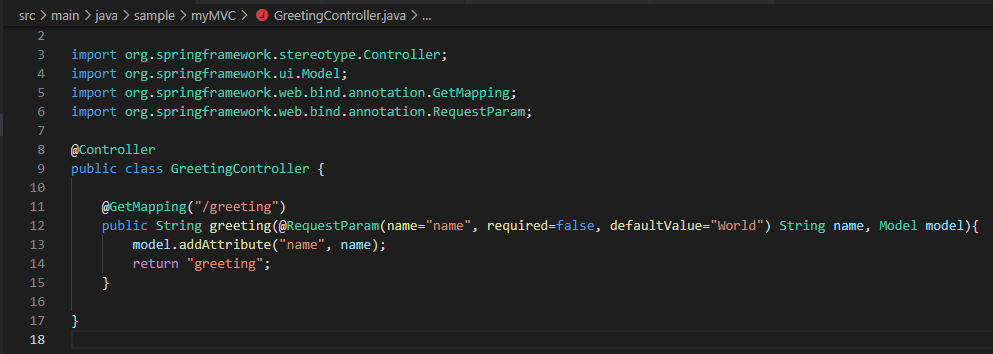 src > main > java > sample > myMVC > J GreetingController.java > ...
2
3 import org.springframework.stereotype.Controller;
4 import org.springframework.ui.Model;
5 import org.springframework.web.bind.annotation.GetMapping;
6 import org.springframework.web.bind.annotation.RequestParam;
7
8 @Controller
9 public class GreetingController {
10
11 @GetMapping("/greeting")
12 public String greeting(@RequestParam(name="name", required=false, defaultValue="World") String name, Model model){
13 model.addAttribute("name", name);
14 return "greeting";
15 }
16
17 }
18